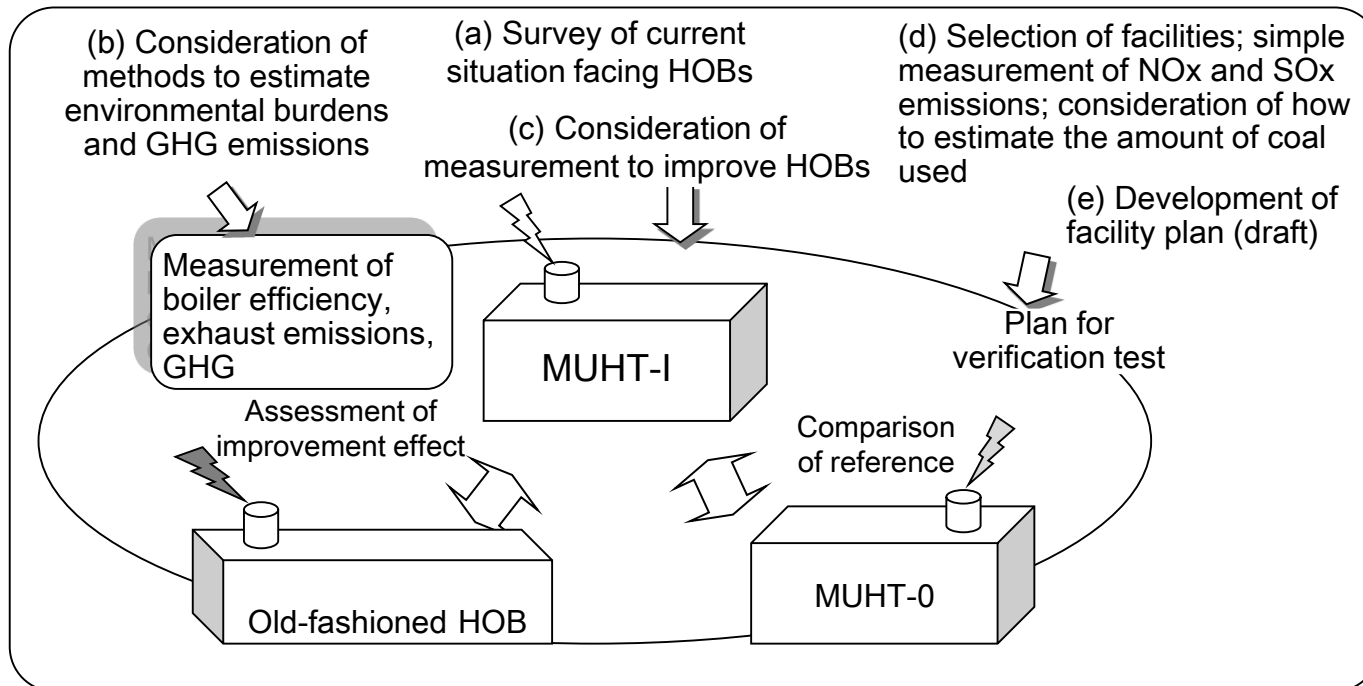 (b) Consideration of
methods to estimate
environmental burdens
and GHG emissions
(a) Survey of current
situation facing HOBs
(c) Consideration of
measurement to improve HOBs
(d) Selection of facilities; simple
measurement of NOx and SOx
emissions; consideration of how
to estimate the amount of coal
used
(e) Development of
facility plan (draft)
Measurement of
boiler efficiency,
exhaust emissions,
GHG
MUHT-I
Plan for
verification test
Assessment of
improvement effect
Comparison
of reference
Old-fashioned HOB
MUHT-0